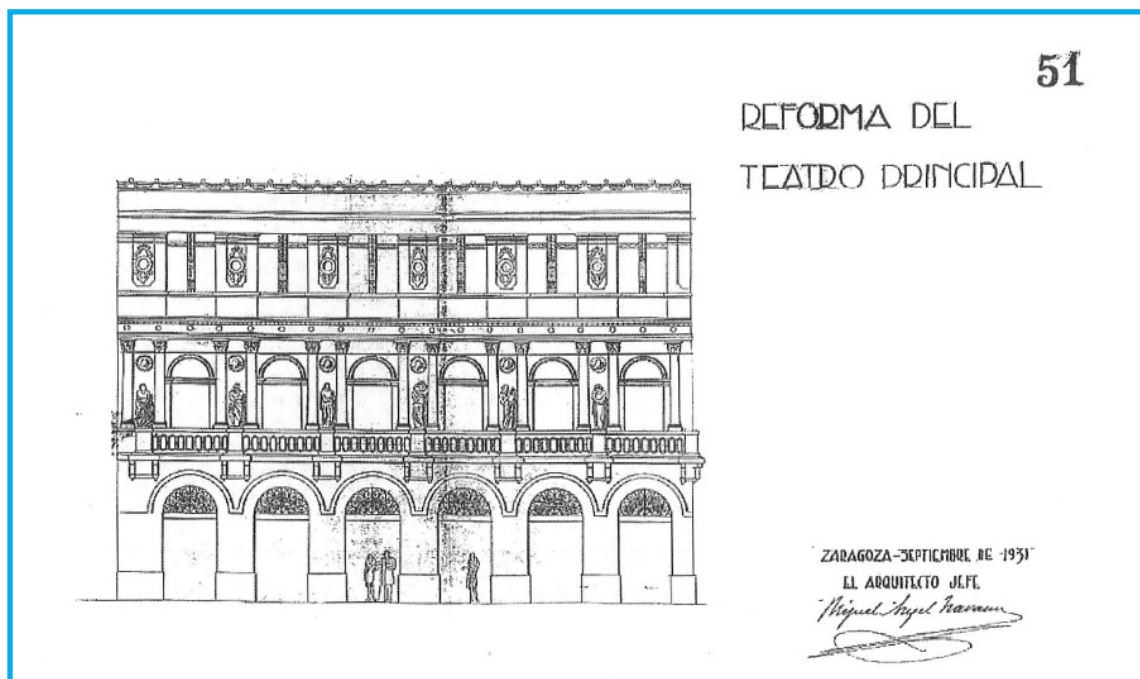 51
REFORMA DEL
TEATRO PRINCIPAL
ZARAGOZA-SEPTIEMBRE DE -1931
EL ARQUITECTO JEFE
Miguel Angel Navarro